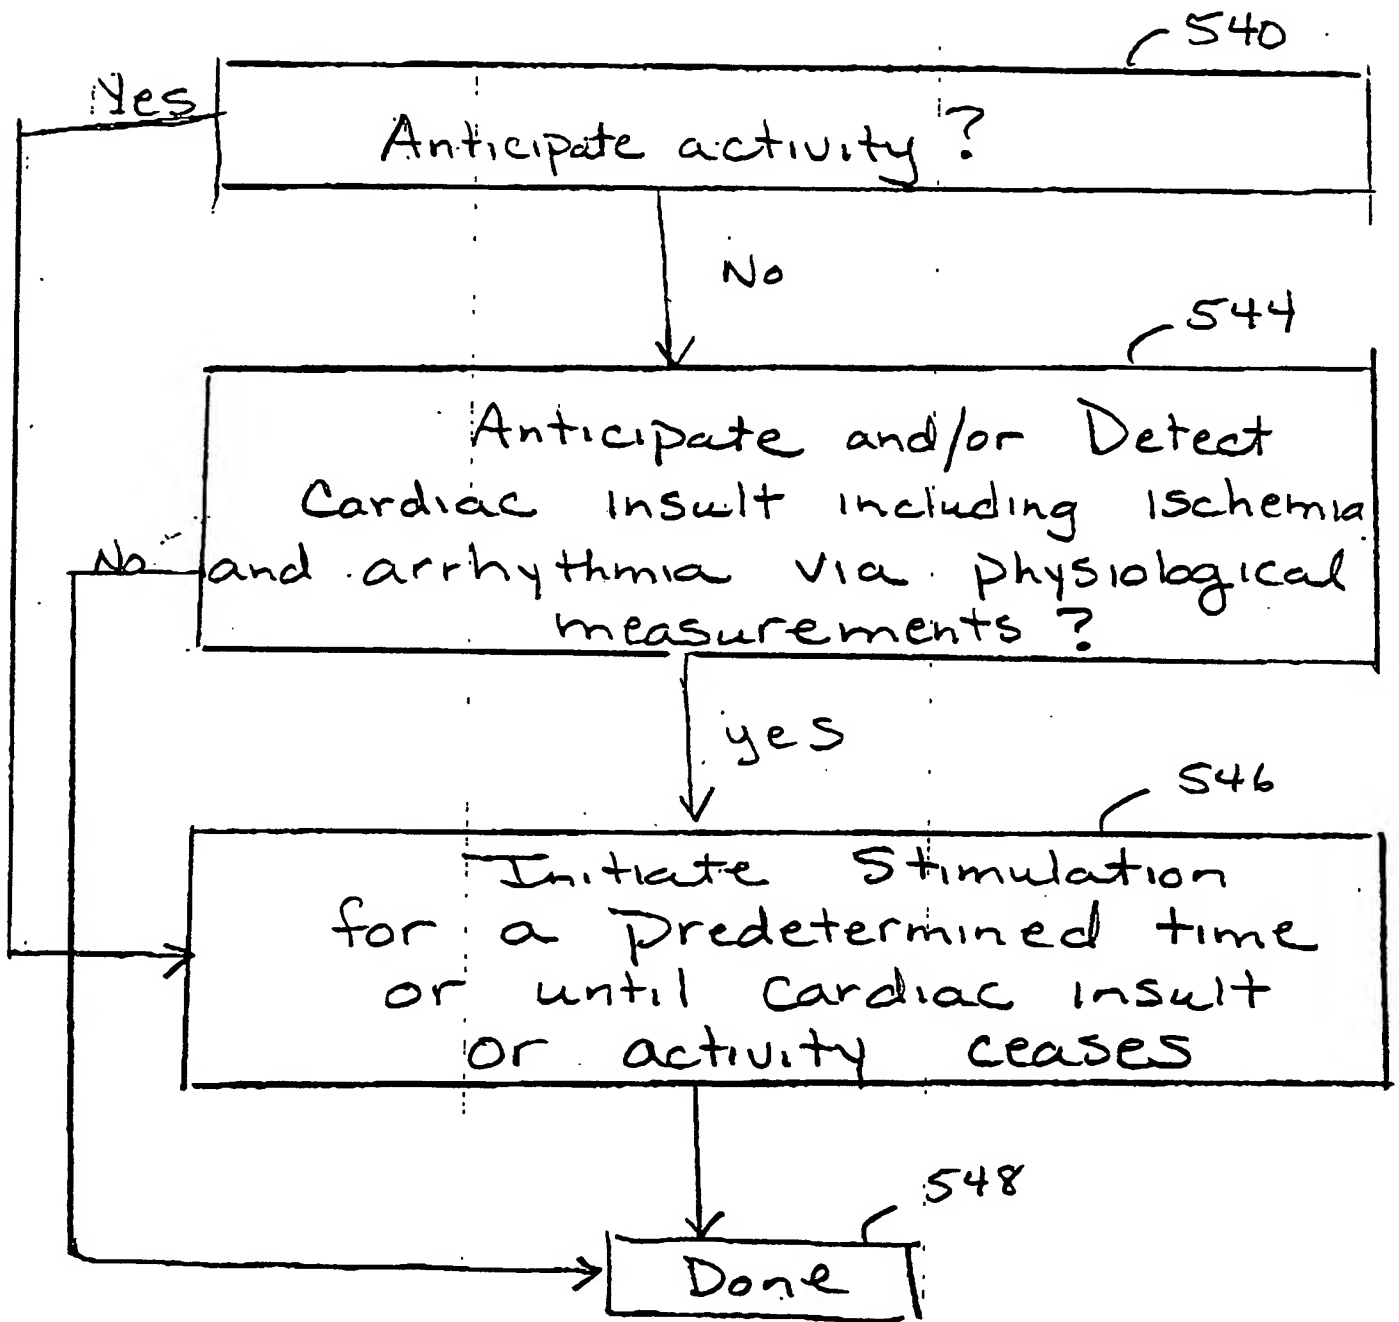 540
Yes
Anticipate activity?
No
544
Anticipate and/or Detect
Cardiac insult including ischemia
No
and arrhythmia via physiological
measurements?
yes
546
Initiate Stimulation
for a predetermined time
or until cardiac insult
or activity ceases
548
Done